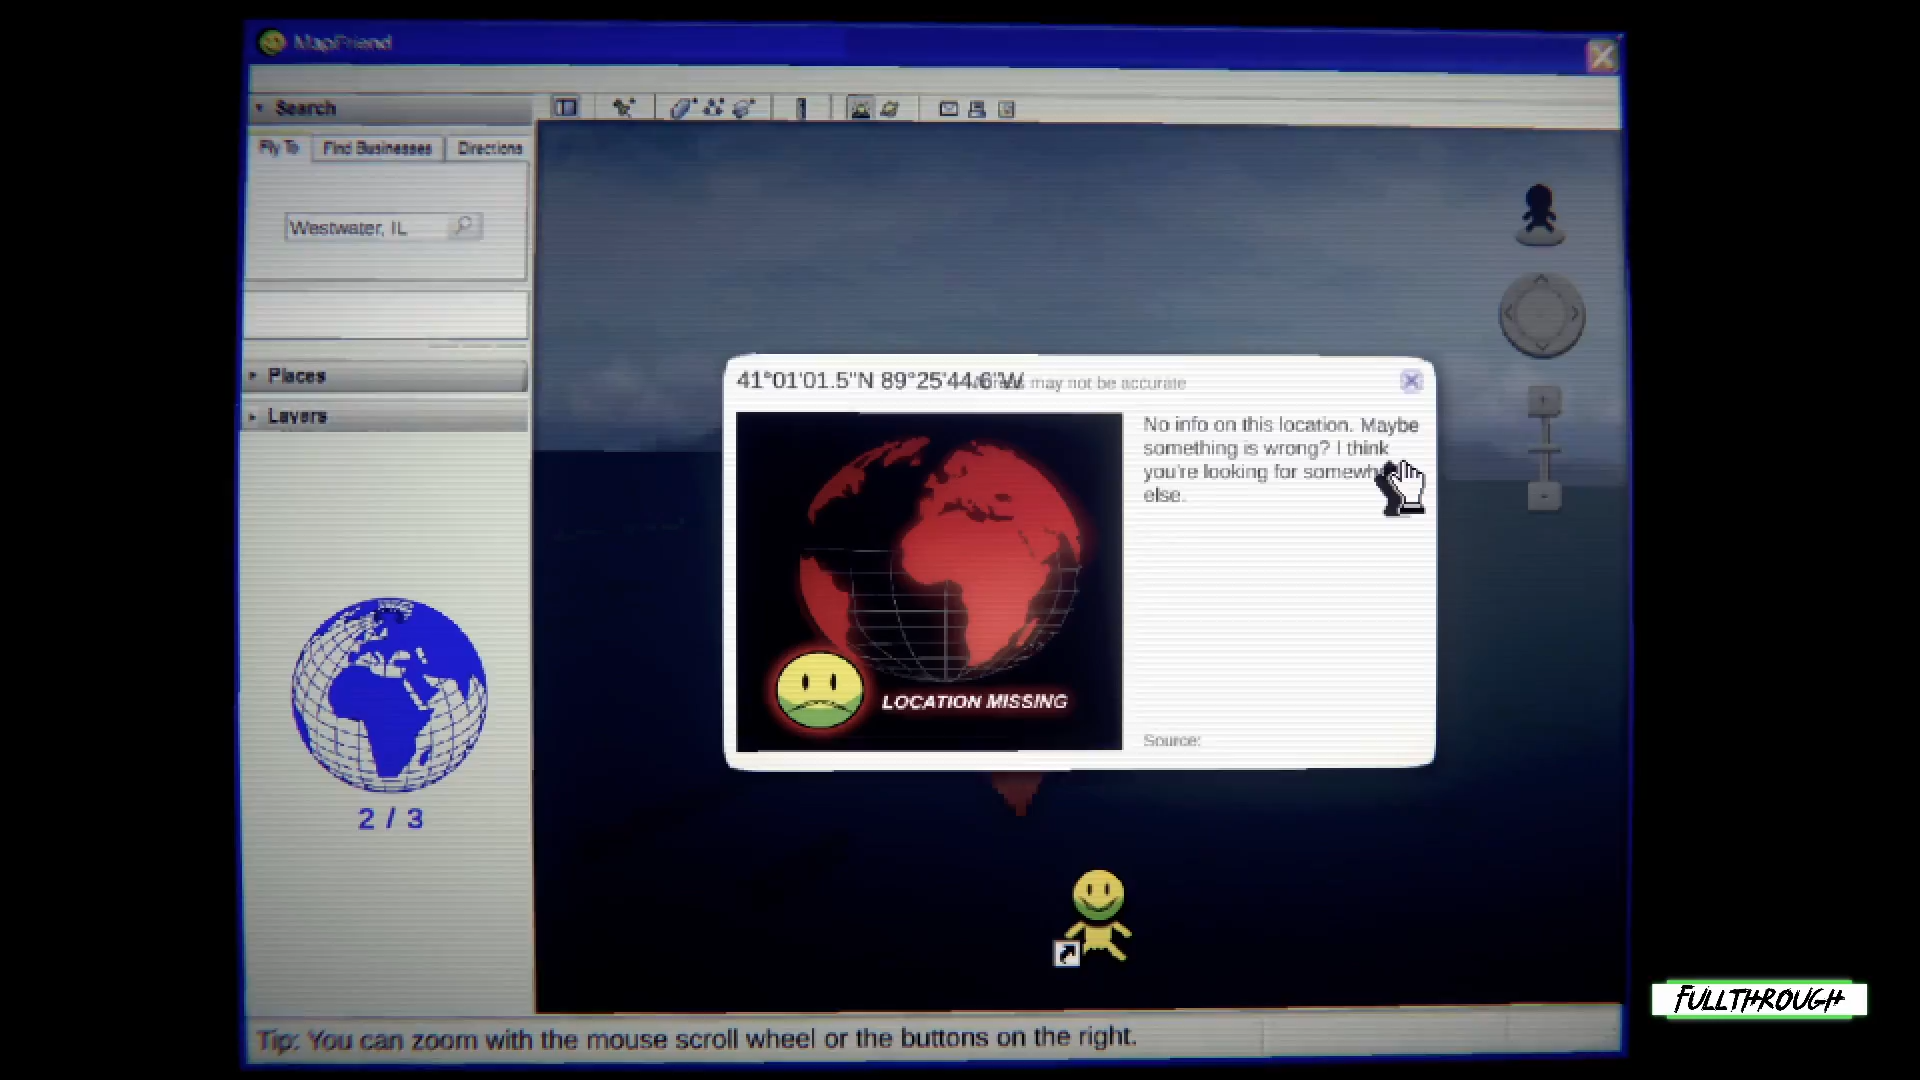 MapFriend
Search
Fly To
Find Businesses
Directions
Westwater, IL
Places
Layers
2 / 3
41°01'01.5"N 89°25'44.6"W
may not be accurate
No info on this location. Maybe
something is wrong? I think
you're looking for
else.
LOCATION MISSING
Source:
Tip: You can zoom with the mouse scroll wheel or the buttons on the right.
FULLTHROUGH